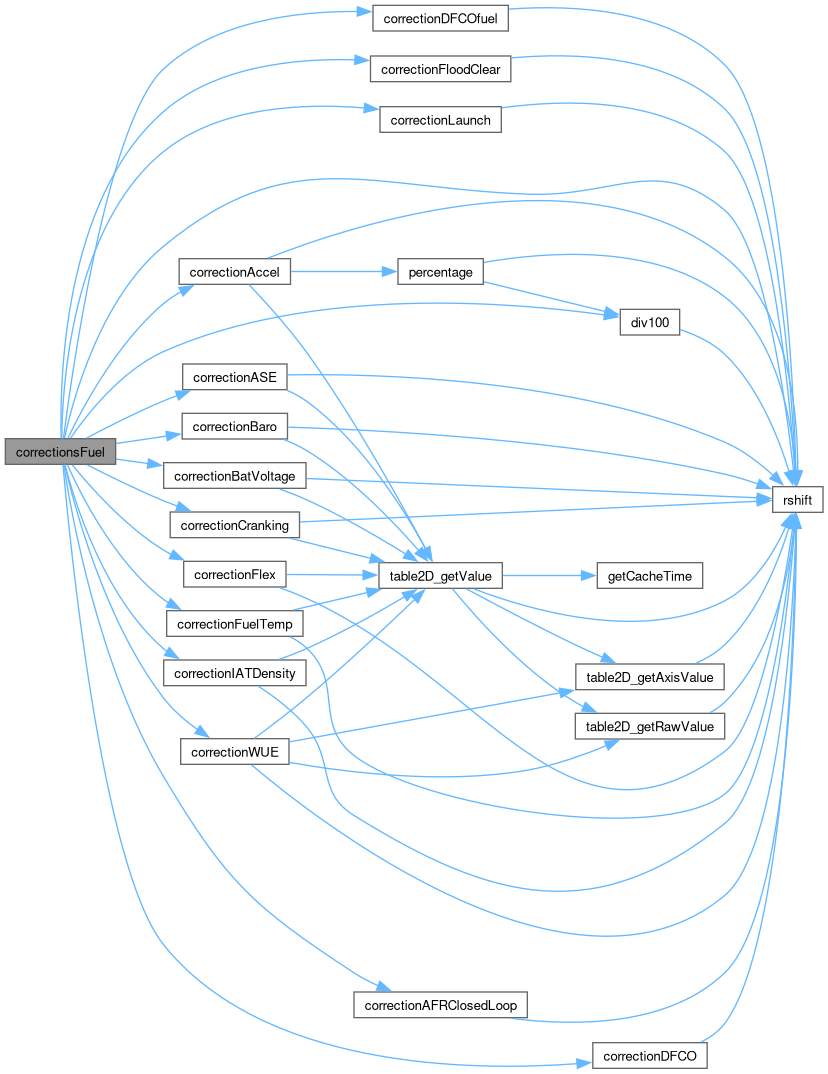 correctionDFCOfuel
correctionFloodClear
correctionLaunch
correctionAccel
percentage
div100
correctionASE
correctionBaro
correctionsFuel
correctionBatVoltage
rshift
correctionCranking
correctionFlex
table2D_getValue
getCacheTime
correctionFuelTemp
correctionIATDensity
table2D_getAxisValue
table2D_getRawValue
correctionWUE
correctionAFRClosedLoop
correctionDFCO